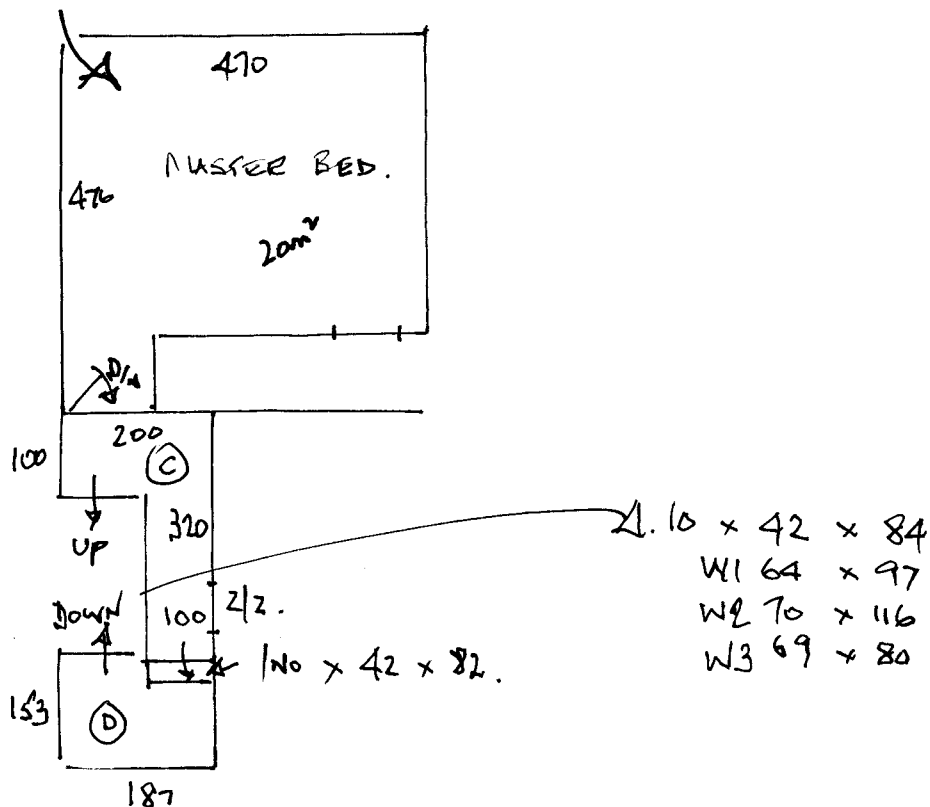 470
MASTER BED.
476
20m²
200
100
C
320
UP
DOWN
100
2/2.
1NO × 42 × 82.
153
D
187
10 × 42 × 84
W1 64 × 97
W2 70 × 116
W3 69 × 80